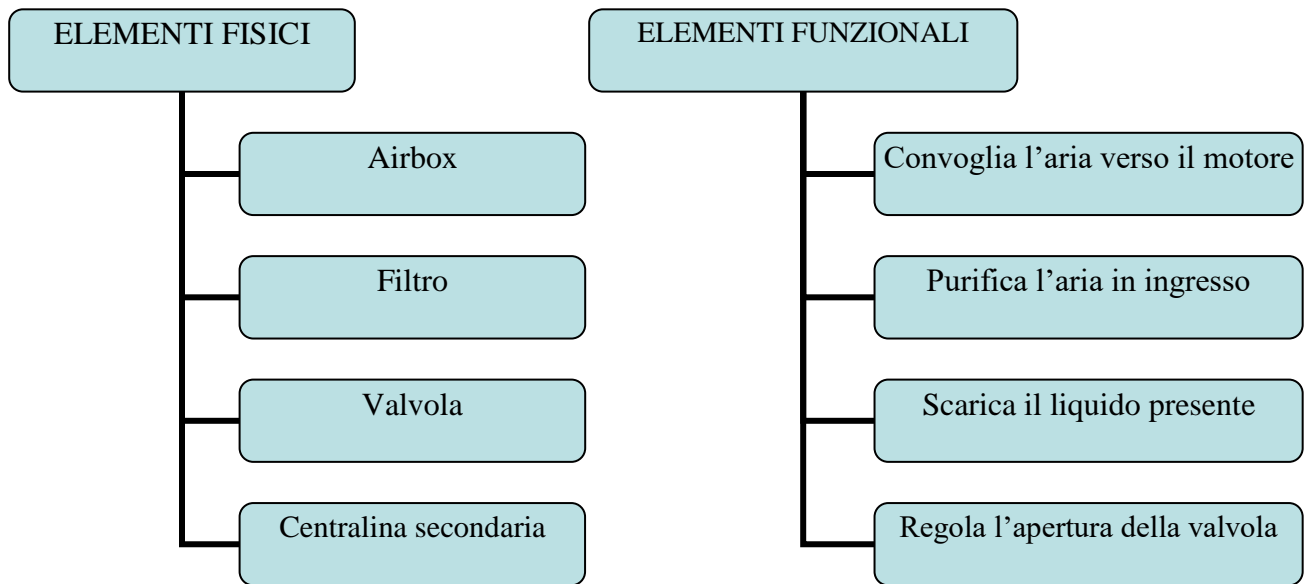 ELEMENTI FISICI
Airbox
Filtro
Valvola
Centralina secondaria
ELEMENTI FUNZIONALI
Convoglia l’aria verso il motore
Purifica l’aria in ingresso
Scarica il liquido presente
Regola l’apertura della valvola